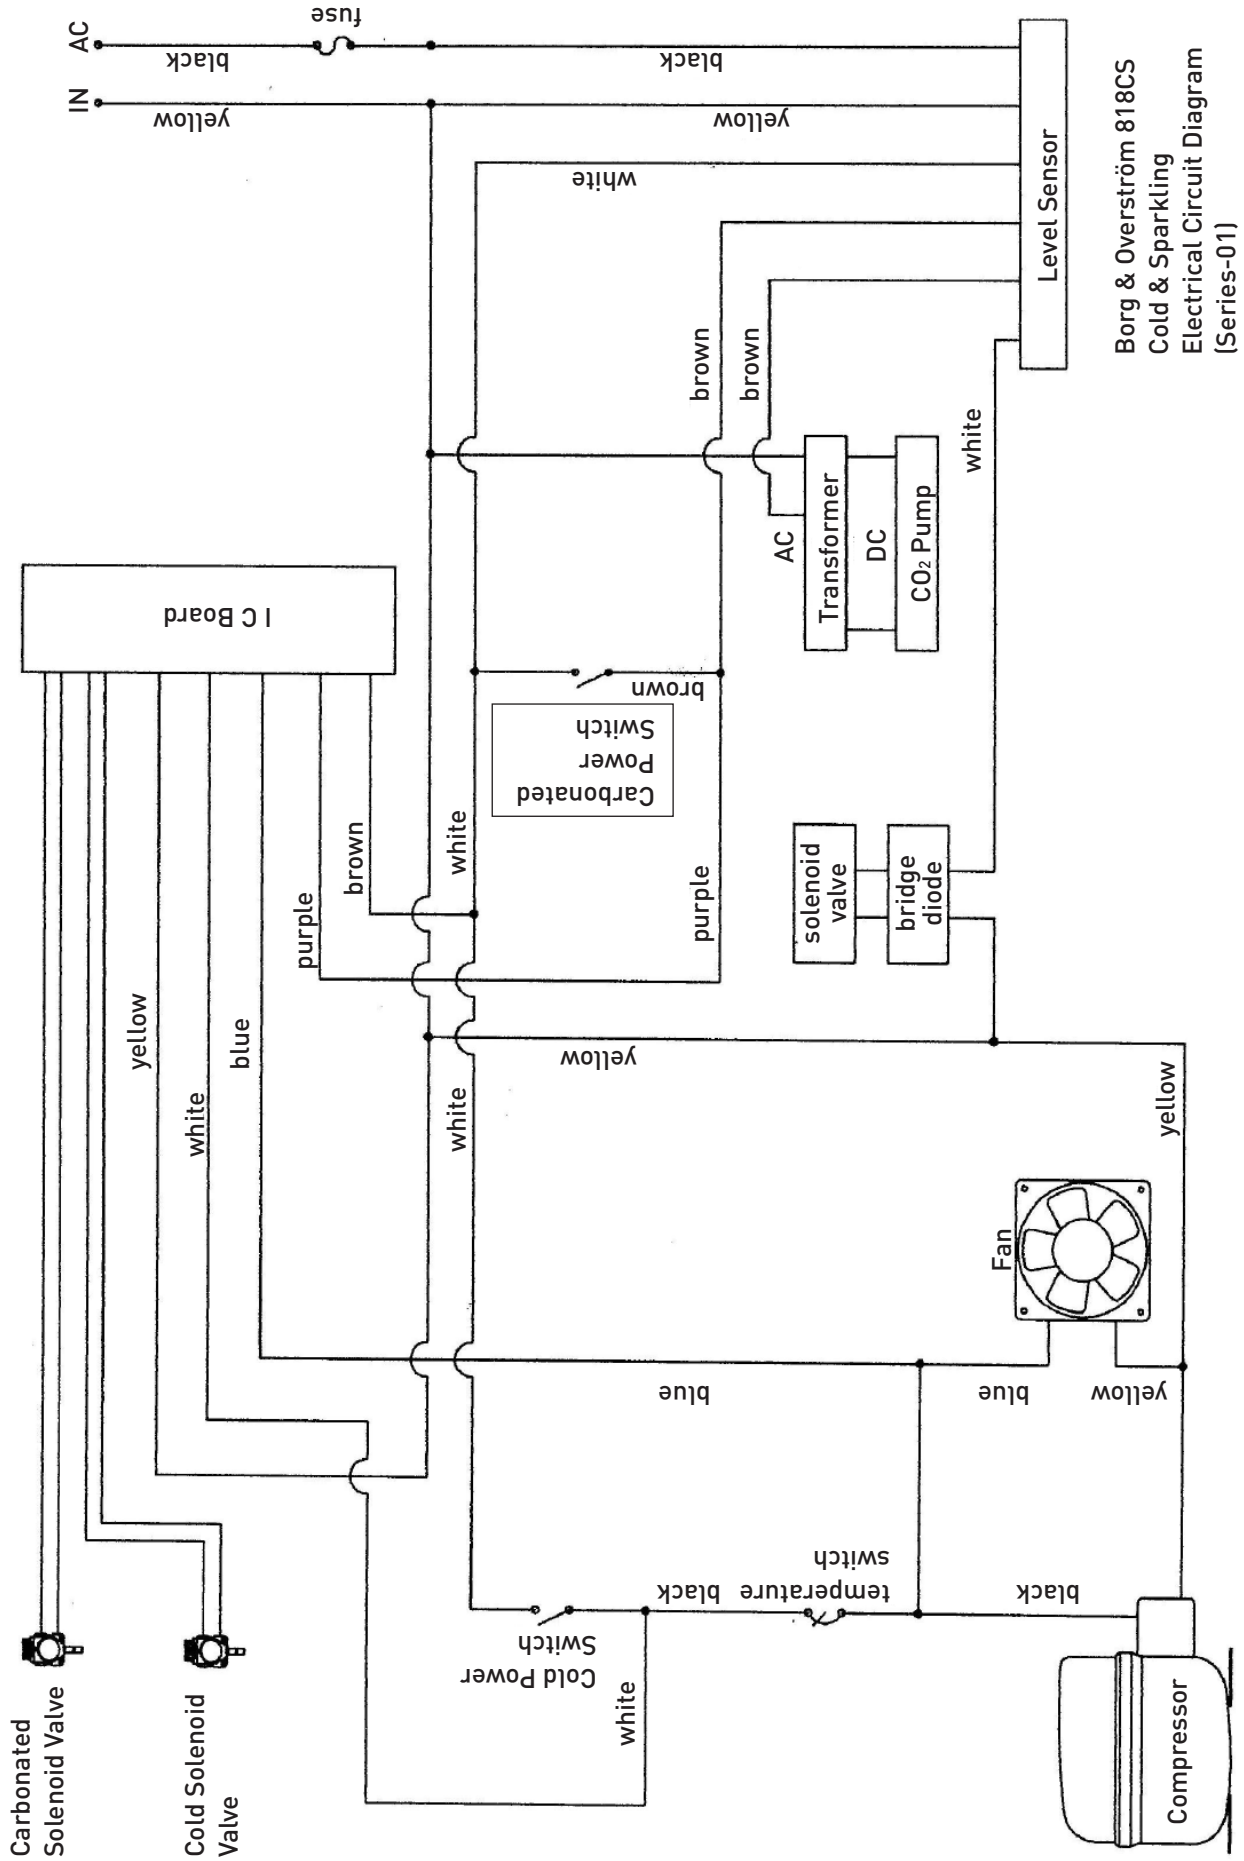 AC
IN
black
fuse
black
yellow
yellow
white
Level Sensor
Borg & Overström 818CS
Cold & Sparkling
Electrical Circuit Diagram
(Series-01)
brown
brown
white
AC
Transformer
DC
CO₂ Pump
I C Board
brown
Carbonated
Power
Switch
brown
white
purple
purple
solenoid
valve
bridge
diode
yellow
white
blue
white
yellow
yellow
Fan
blue
blue
yellow
Carbonated
Solenoid Valve
Cold Solenoid
Valve
Cold Power
Switch
white
black
temperature
switch
black
Compressor